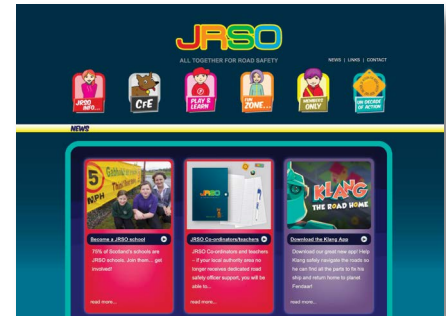 JRSO
ALL TOGETHER FOR ROAD SAFETY
NEWS | LINKS | CONTACT
JRSO INFO...
CFE
PLAY & LEARN
FUN ZONE...
MEMBERS ONLY
UN DECADE OF ACTION
NEWS
5
MPH
JRSO
KLANG
THE ROAD HOME
Become a JRSO school
75% of Scotland's schools are
JRSO schools. Join them... get
involved!
read more...
JRSO Co-ordinators/teachers
JRSO Co-ordinators and teachers
– if your local authority area no
longer receives dedicated road
safety officer support, you will be
able to...
read more...
Download the Klang App
Download our great new app! Help
Klang safely navigate the roads so
he can find all the parts to fix his
ship and return home to planet
Ferotaur!
read more...